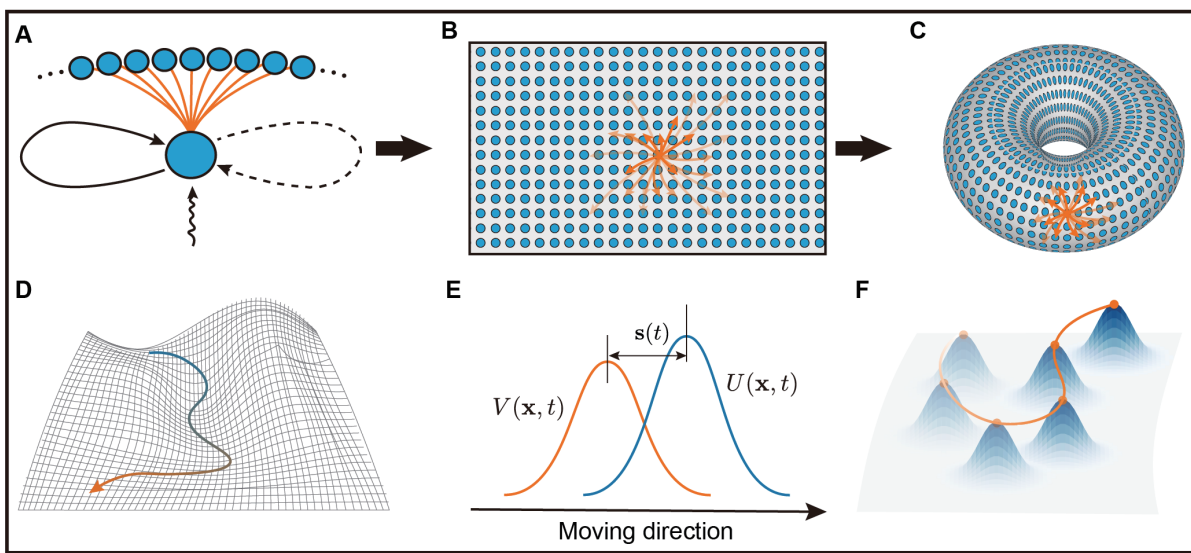 A
B
C
D
E
F
s(t)
V(x, t)
U(x, t)
Moving direction